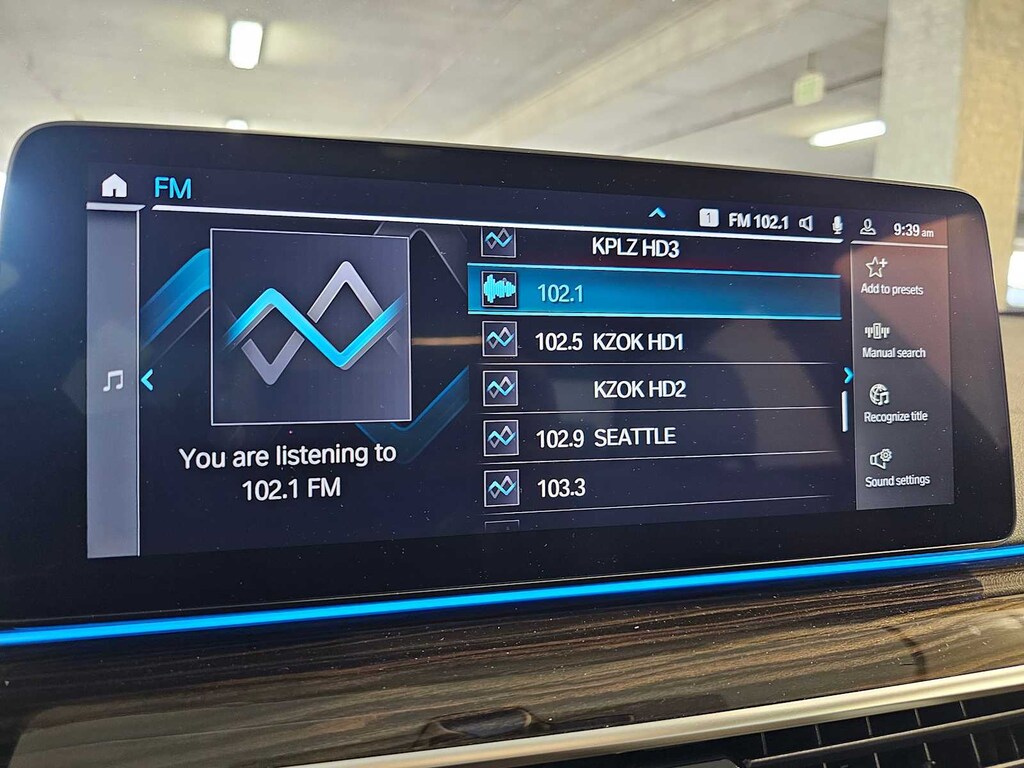 FM
1 FM 102.1
9:39 am
You are listening to
102.1 FM
KPLZ HD3
102.1
102.5 KZOK HD1
KZOK HD2
102.9 SEATTLE
103.3
Add to presets
Manual search
Recognize title
Sound settings